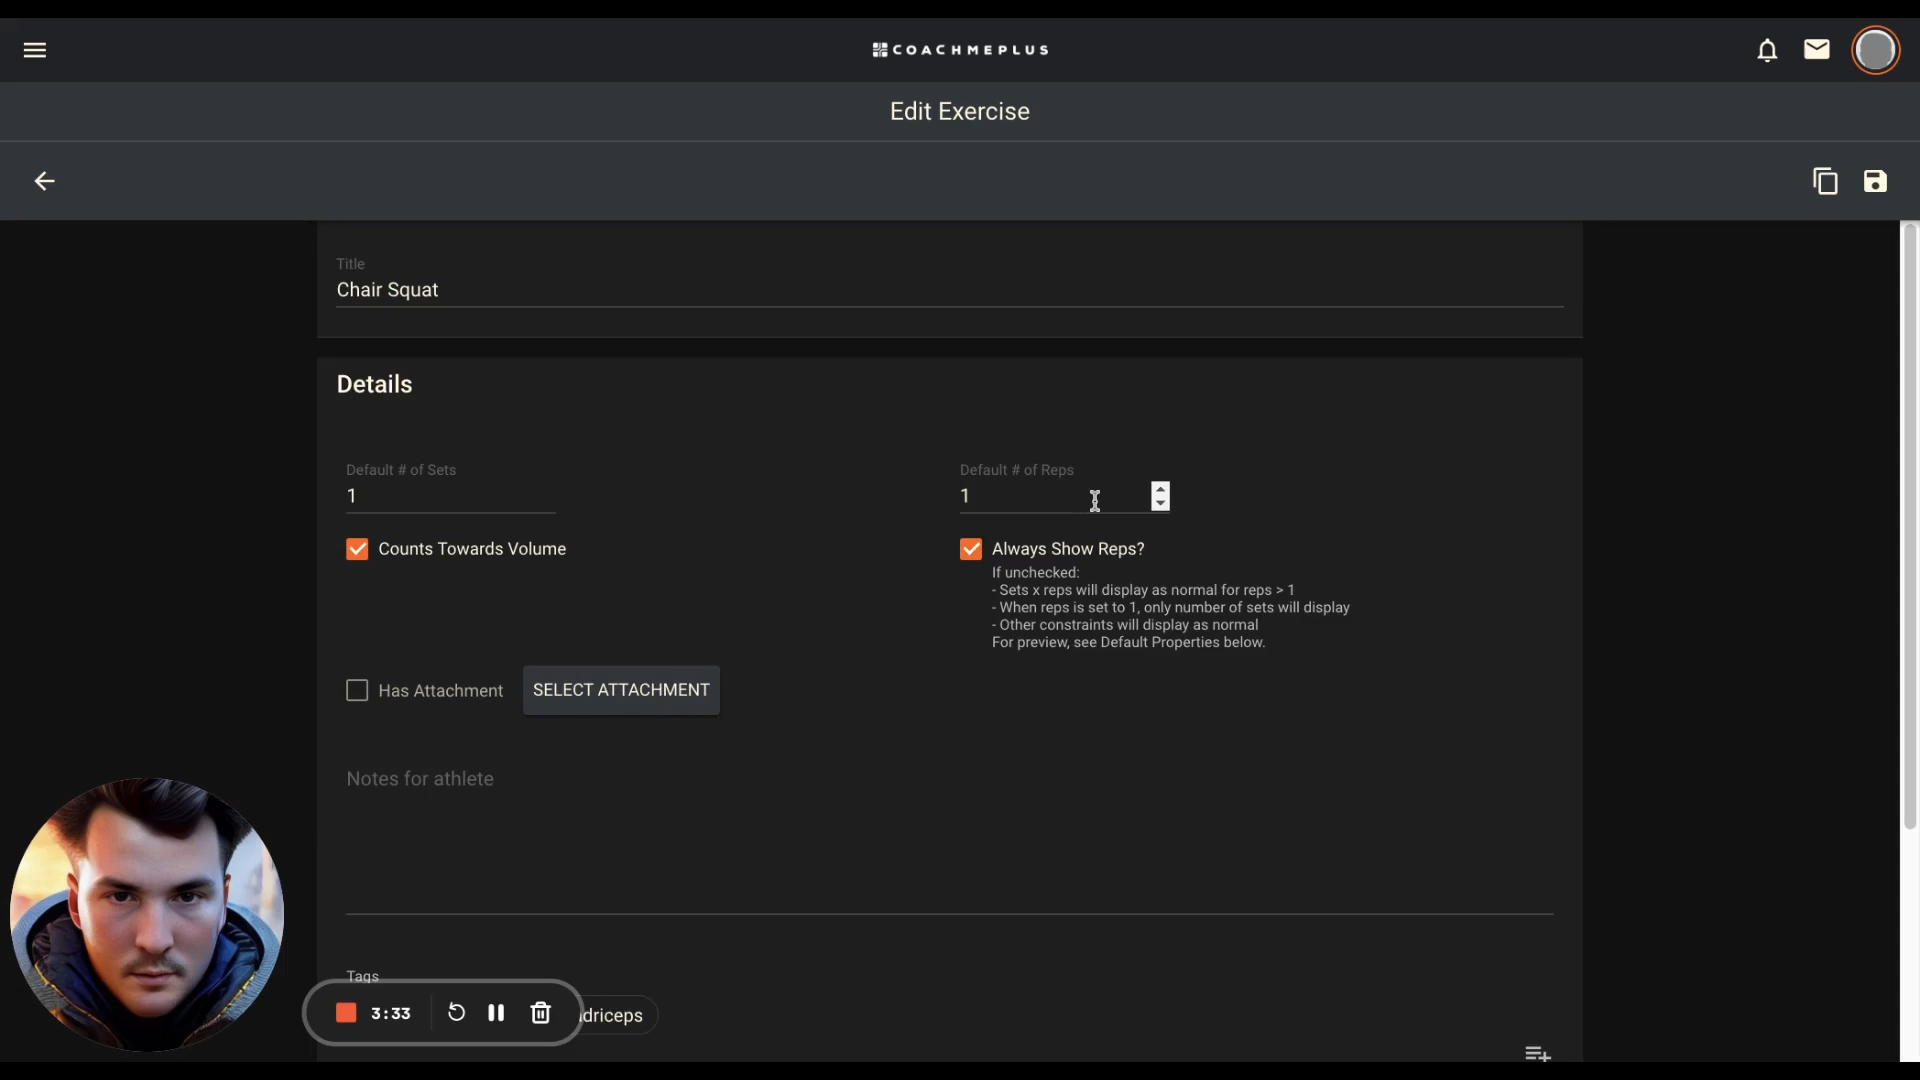 COACHMEPLUS
Edit Exercise
Title
Chair Squat
Details
Default # of Sets
1
Default # of Reps
1
Counts Towards Volume
Always Show Reps?
If unchecked:
- Sets x reps will display as normal for reps > 1
- When reps is set to 1, only number of sets will display
- Other constraints will display as normal
For preview, see Default Properties below.
Has Attachment
SELECT ATTACHMENT
Notes for athlete
Tags
3:33
driceps